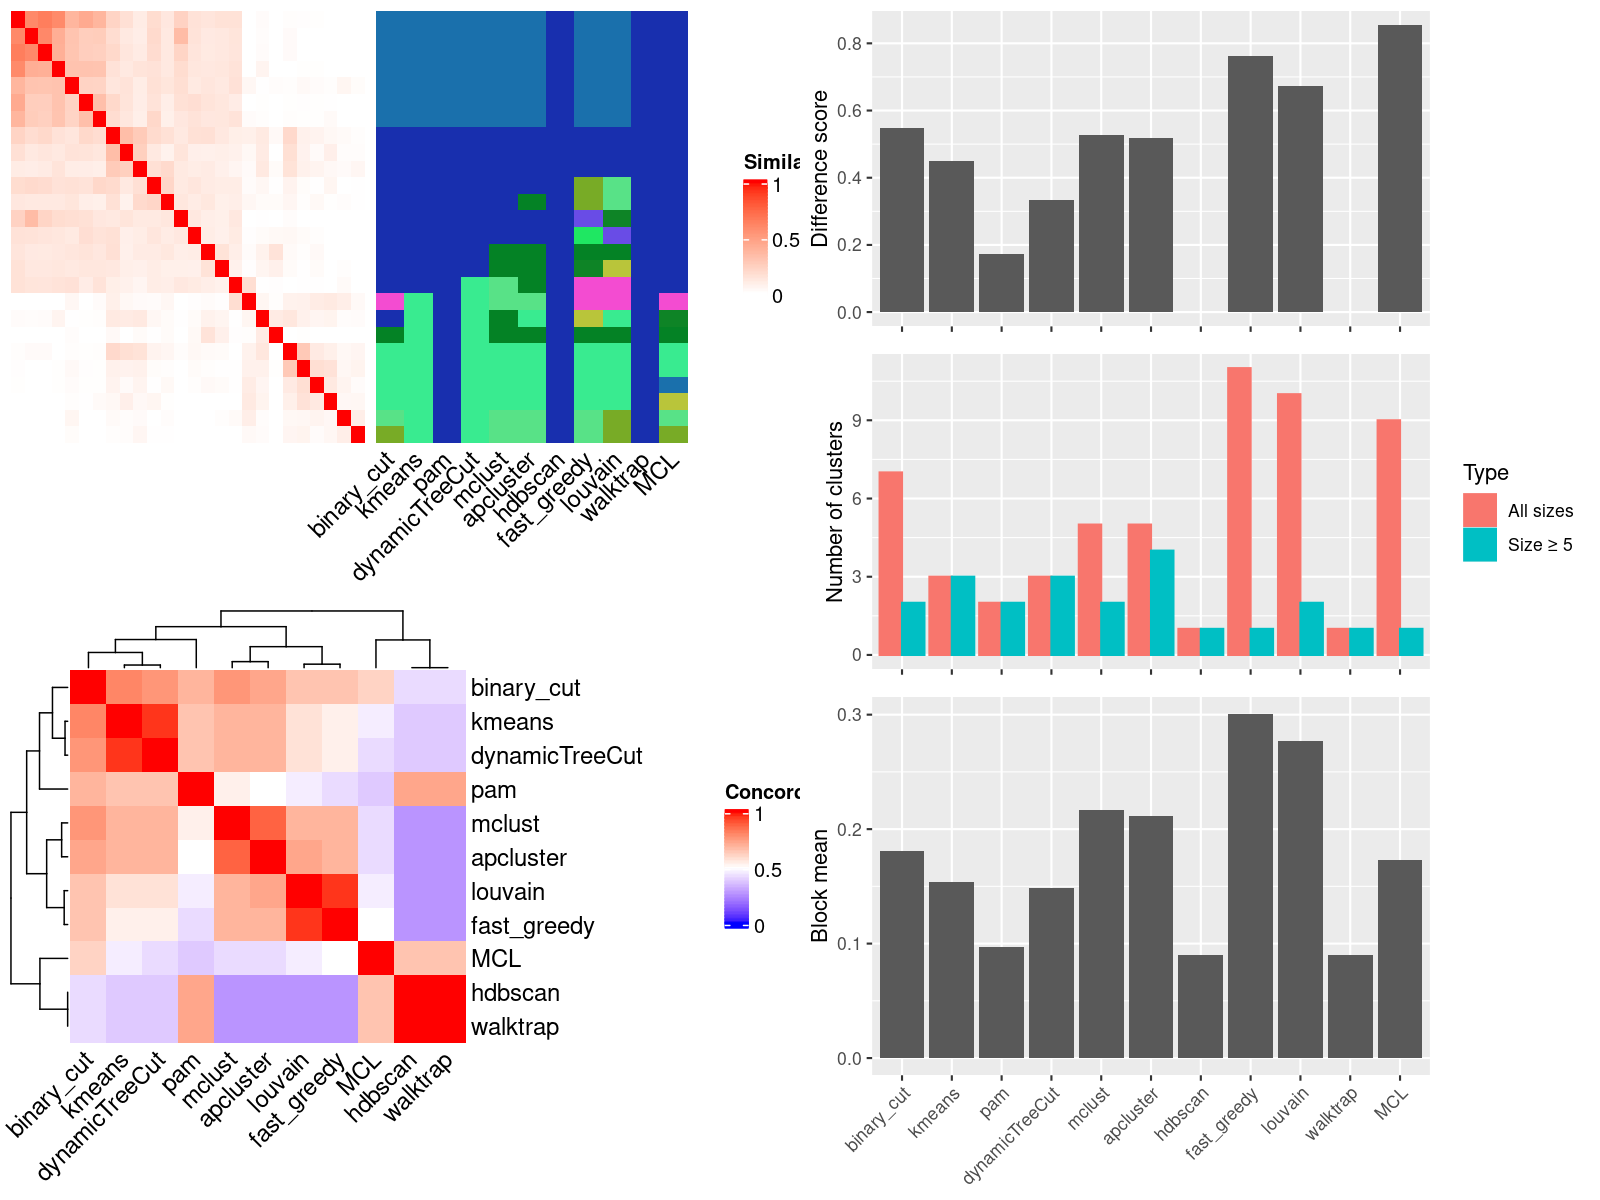 Simila
1
0.5
0
binary_cut
kmeans
pam
dynamicTreeCut
mclust
apcluster
hdbscan
fast_greedy
louvain
walktrap
MCL
binary_cut
kmeans
dynamicTreeCut
pam
mclust
apcluster
louvain
fast_greedy
MCL
hdbscan
walktrap
binary_cut
kmeans
dynamicTreeCut
pam
mclust
apcluster
louvain
fast_greedy
MCL
hdbscan
walktrap
Concord
1
0.5
0
Difference score
0.8
0.6
0.4
0.2
0.0
Number of clusters
9
6
3
0
Type
All sizes
Size ≥ 5
Block mean
0.3
0.2
0.1
0.0
binary_cut
kmeans
pam
dynamicTreeCut
mclust
apcluster
hdbscan
fast_greedy
louvain
walktrap
MCL